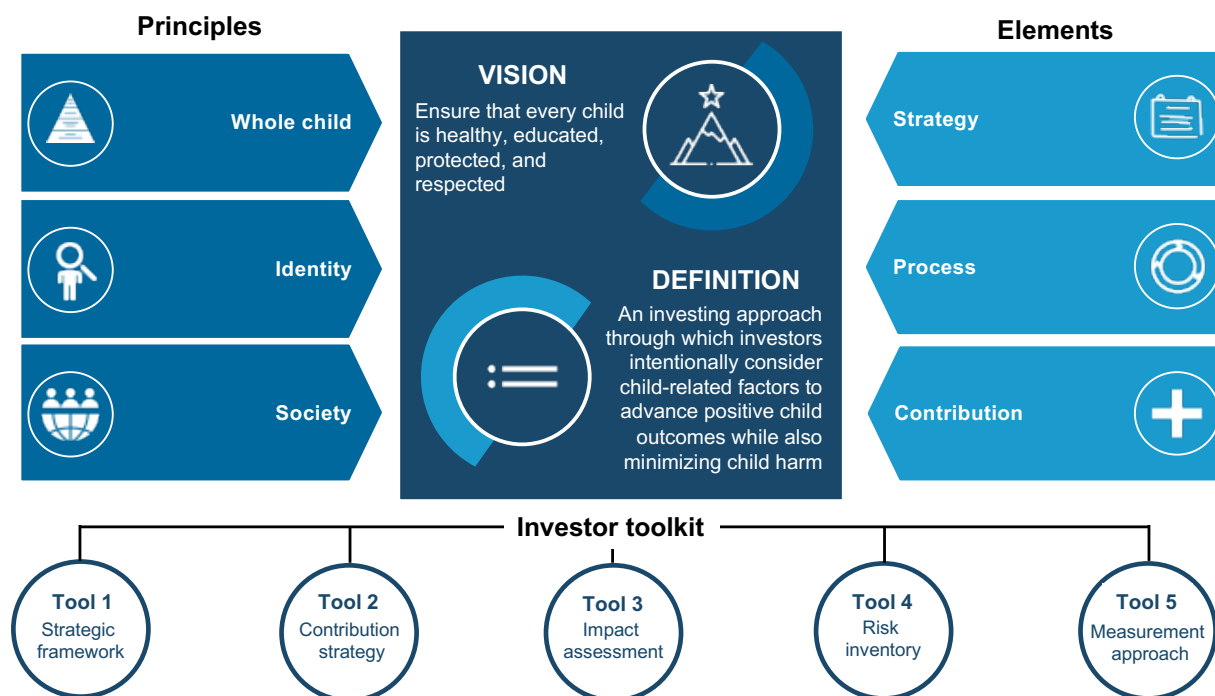 Principles
Whole child
Identity
Society
VISION
Ensure that every child
is healthy, educated,
protected, and
respected
DEFINITION
An investing approach
through which investors
intentionally consider
child-related factors to
advance positive child
outcomes while also
minimizing child harm
Elements
Strategy
Process
Contribution
Investor toolkit
Tool 1
Strategic
framework
Tool 2
Contribution
strategy
Tool 3
Impact
assessment
Tool 4
Risk
inventory
Tool 5
Measurement
approach